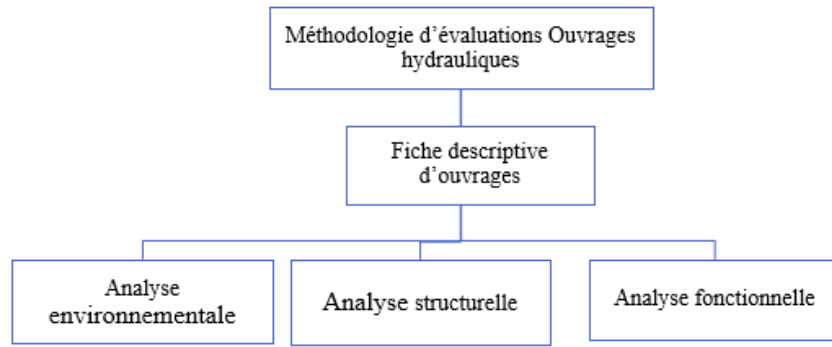 Méthodologie d’évaluations Ouvrages
hydrauliques
Fiche descriptive
d’ouvrages
Analyse
environnementale
Analyse structurelle
Analyse fonctionnelle